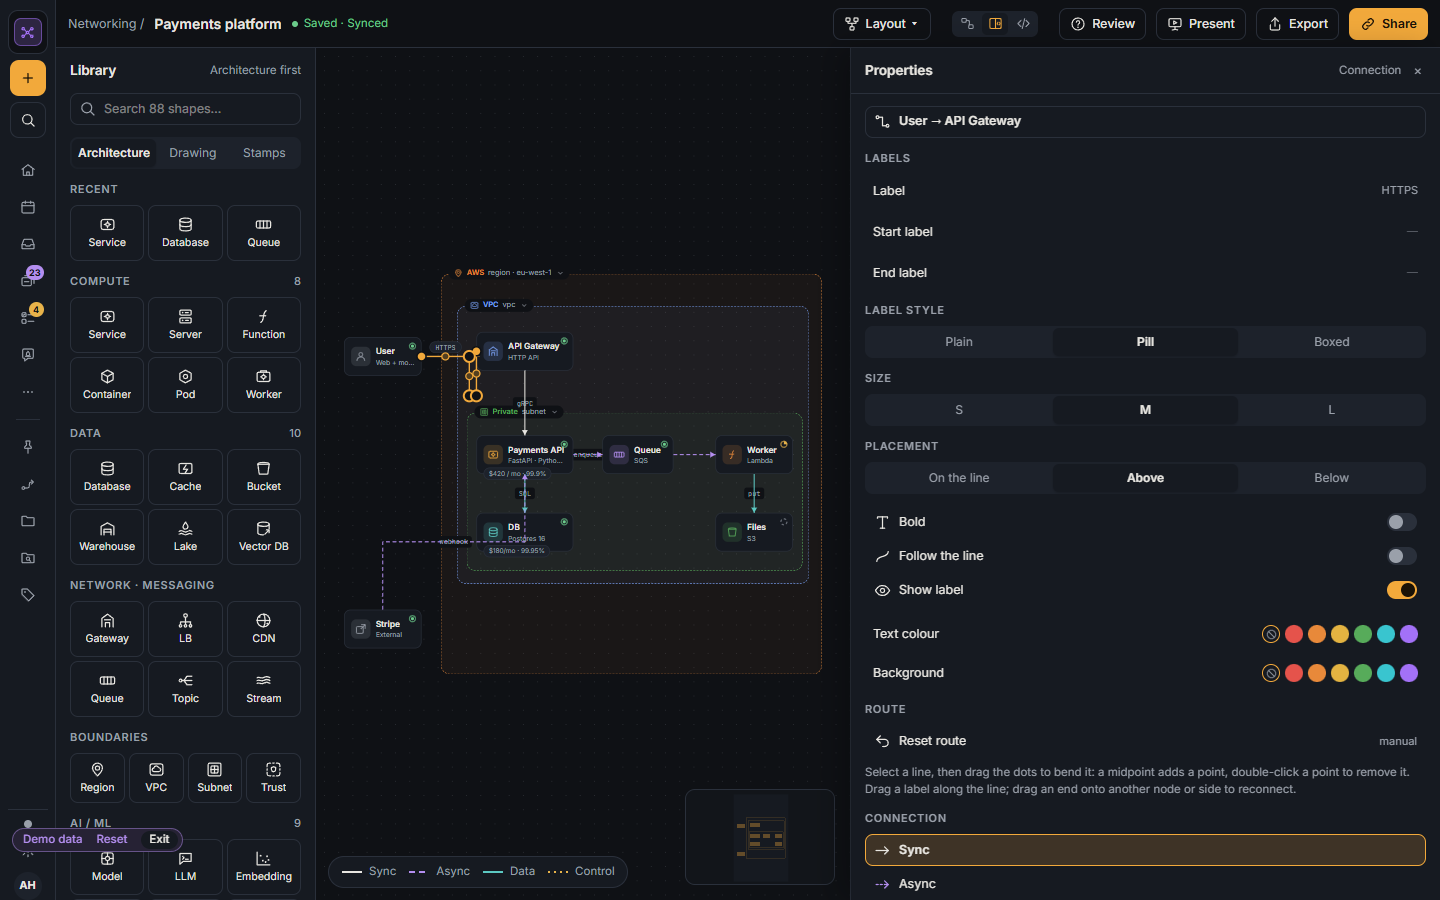 Networking / Payments platform Saved · Synced
Layout
Review
Present
Export
Share
Library
Architecture first
Search 88 shapes...
Architecture Drawing Stamps
RECENT
Service Database Queue
COMPUTE 8
Service Server Function
Container Pod Worker
DATA 10
Database Cache Bucket
Warehouse Lake Vector DB
NETWORK · MESSAGING
Gateway LB CDN
Queue Topic Stream
BOUNDARIES
Region VPC Subnet Trust
AI / ML 9
Model LLM Embedding
23
4
Demo data Reset Exit
AH
AWS region · eu-west-1
VPC vpc
User
Web + mo...
HTTPS
API Gateway
HTTP API
gRPC
Private subnet
Payments API
FastAPI · Pytho...
$420 / mo · 99.9%
enqueue
Queue
SQS
Worker
Lambda
SQL
put
DB
Postgres 16
$180/mo · 99.95%
Files
S3
webhook
Stripe
External
Sync Async Data Control
Properties
Connection ×
User → API Gateway
LABELS
Label HTTPS
Start label —
End label —
LABEL STYLE
Plain Pill Boxed
SIZE
S M L
PLACEMENT
On the line Above Below
Bold
Follow the line
Show label
Text colour
Background
ROUTE
Reset route manual
Select a line, then drag the dots to bend it: a midpoint adds a point, double-click a point to remove it.
Drag a label along the line; drag an end onto another node or side to reconnect.
CONNECTION
Sync
Async